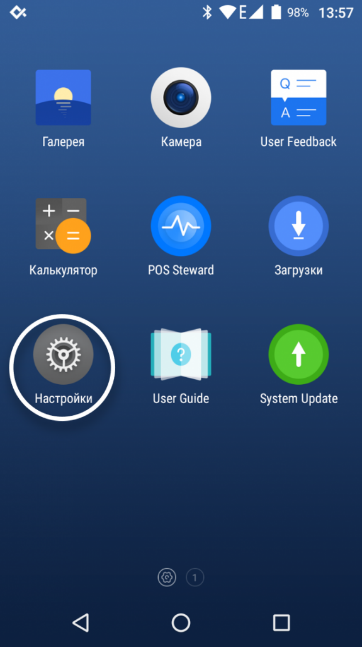 E 98% 13:57
Q
A
Галерея Камера User Feedback
Калькулятор POS Steward Загрузки
?
Настройки User Guide System Update
1